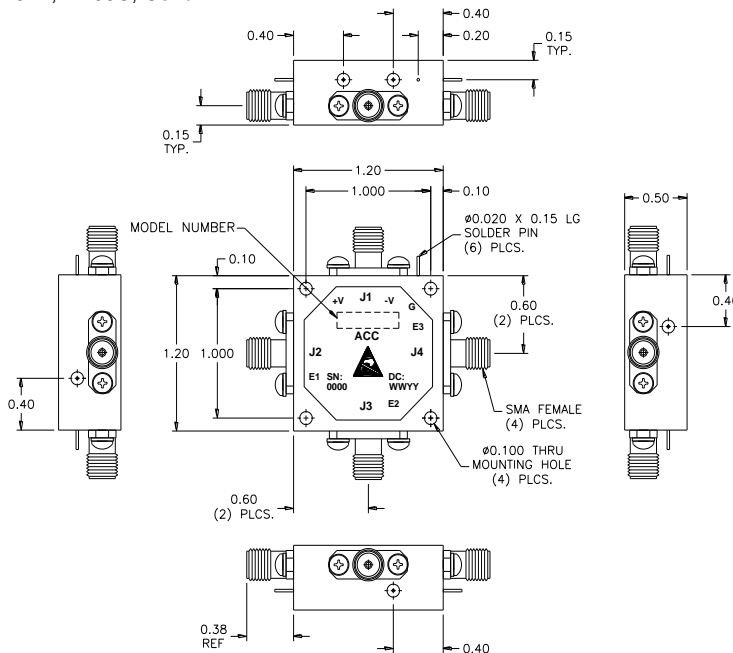 0.40
0.40
0.20
0.15
TYP.
0.15
TYP.
1.20
1.000
0.10
0.50
MODEL NUMBER
ø0.020 X 0.15 LG
SOLDER PIN
(6) PLCS.
0.10
+V J1 -V
G
E3
ACC
J2 J4
E1 SN: DC:
0000 WWYY
J3 E2
0.60
(2) PLCS.
1.20
1.000
0.40
SMA FEMALE
(4) PLCS.
ø0.100 THRU
MOUNTING HOLE
(4) PLCS.
0.60
(2) PLCS.
0.38
REF
0.40